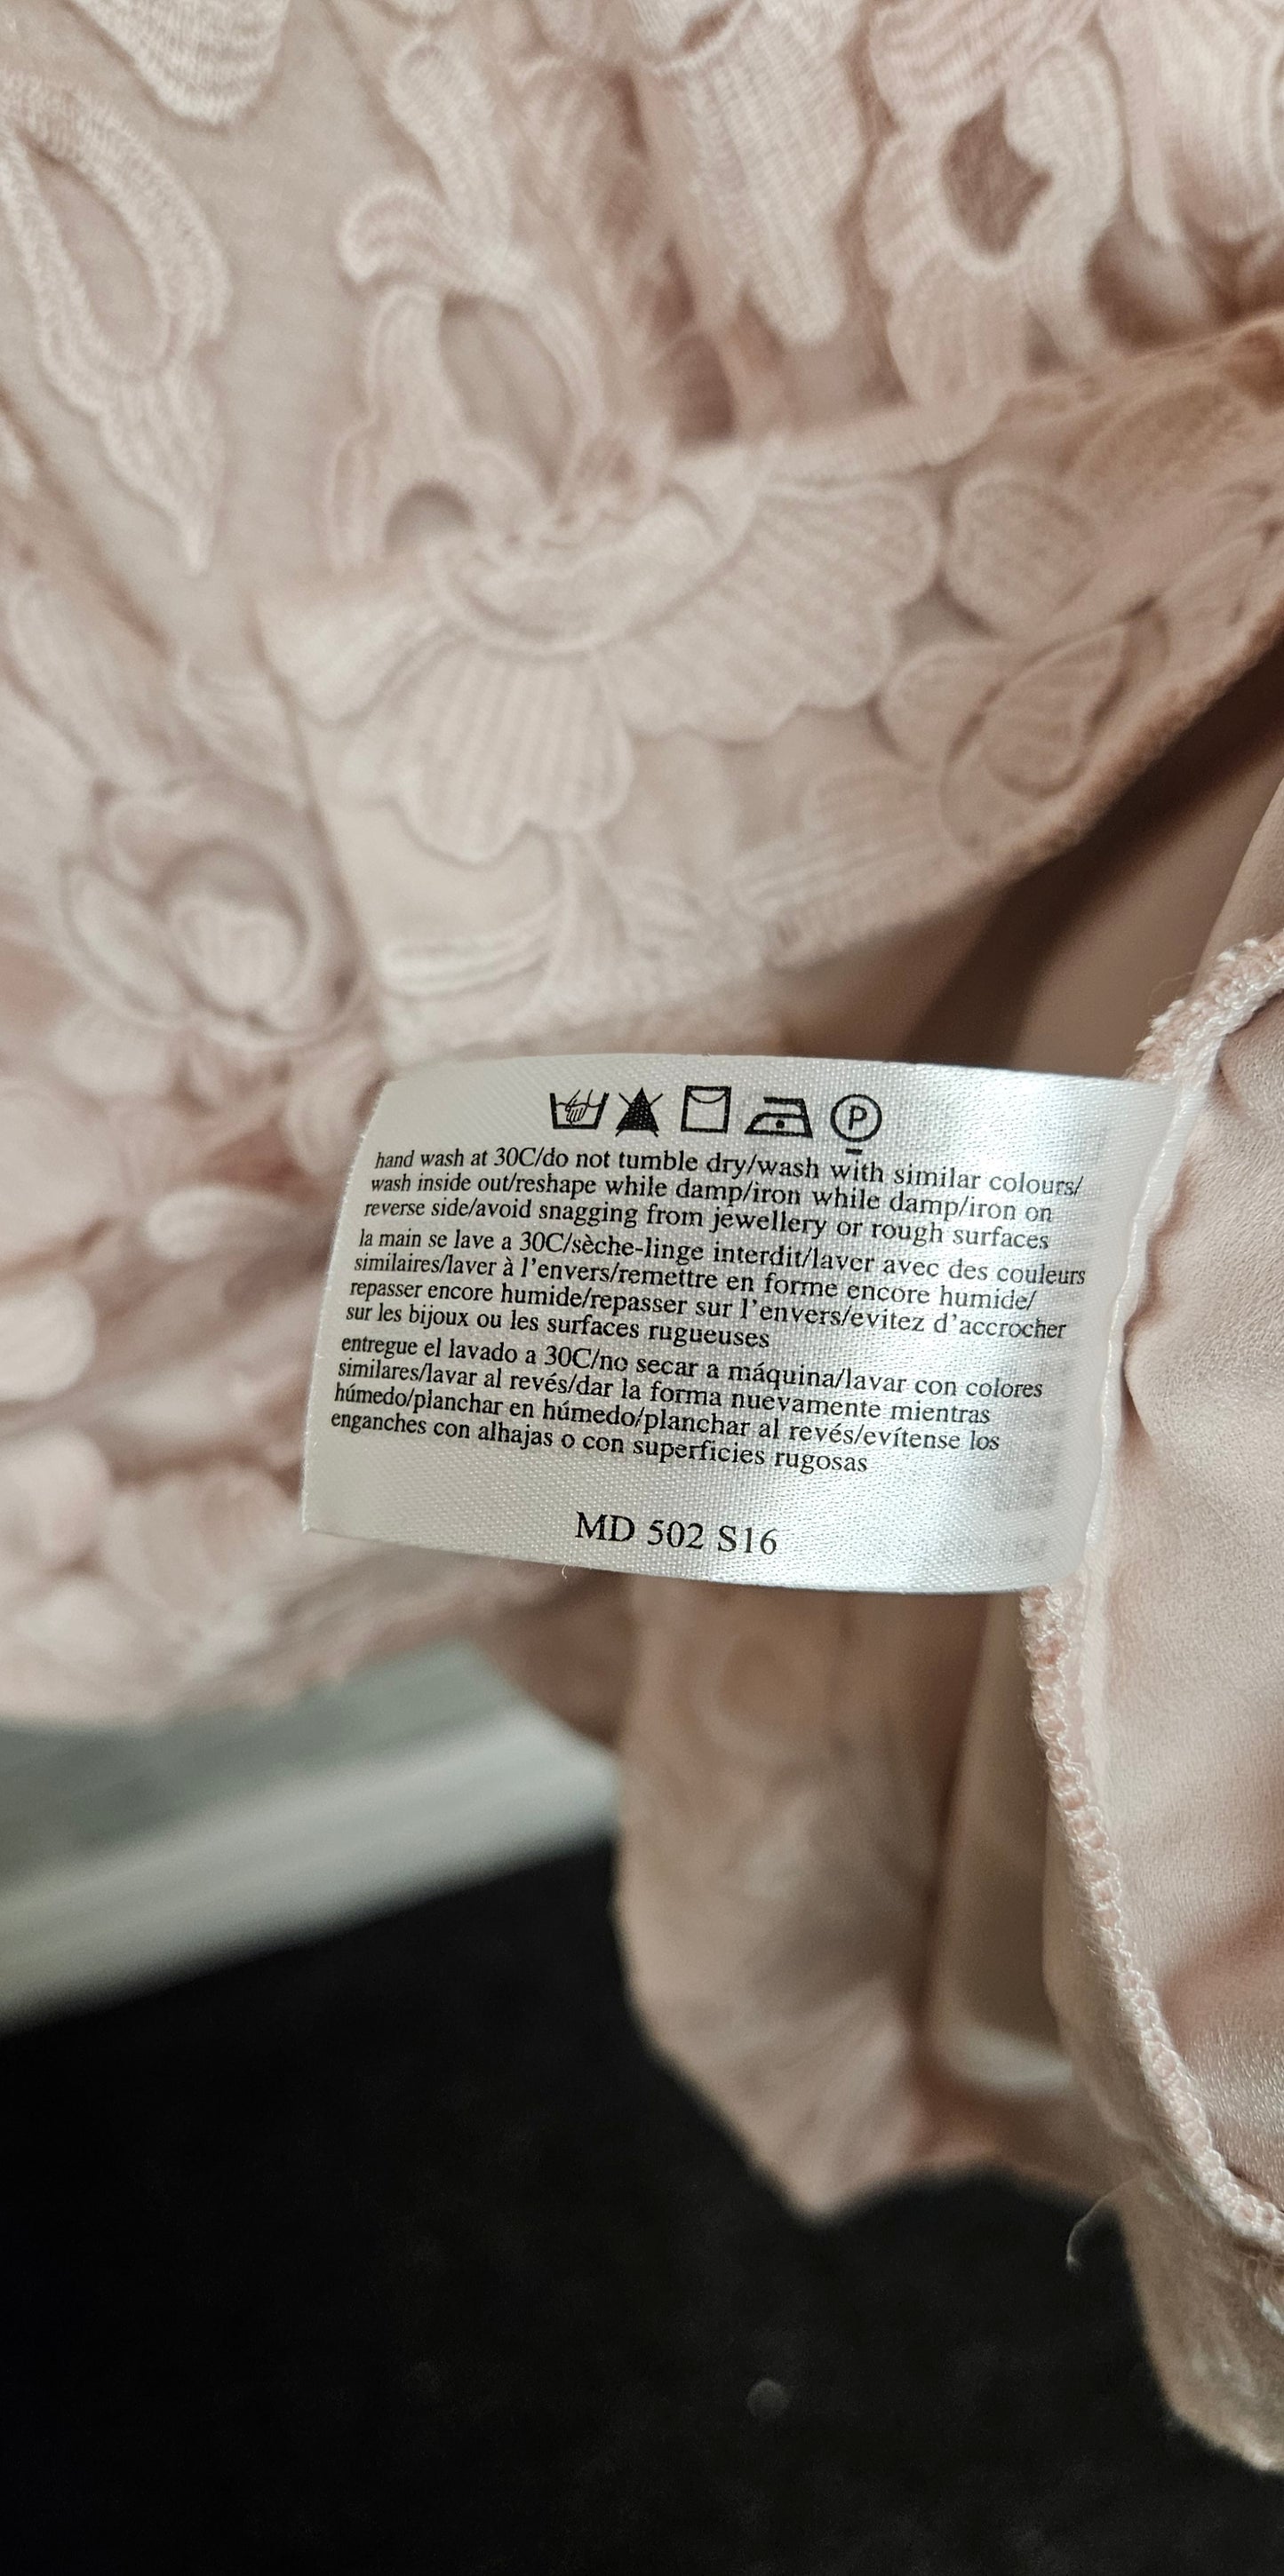 P
hand wash at 30C/do not tumble dry/wash with similar colours/
wash inside out/reshape while damp/iron while damp/iron on
reverse side/avoid snagging from jewellery or rough surfaces
la main se lave a 30C/sèche-linge interdit/laver avec des couleurs
similaires/laver à l'envers/remettre en forme encore humide/
repasser encore humide/repasser sur l'envers/evitez d'accrocher
sur les bijoux ou les surfaces rugueuses
entregue el lavado a 30C/no secar a máquina/lavar con colores
similares/lavar al revés/dar la forma nuevamente mientras
húmedo/planchar en húmedo/planchar al revés/evítense los
enganches con alhajas o con superficies rugosas
MD 502 S16